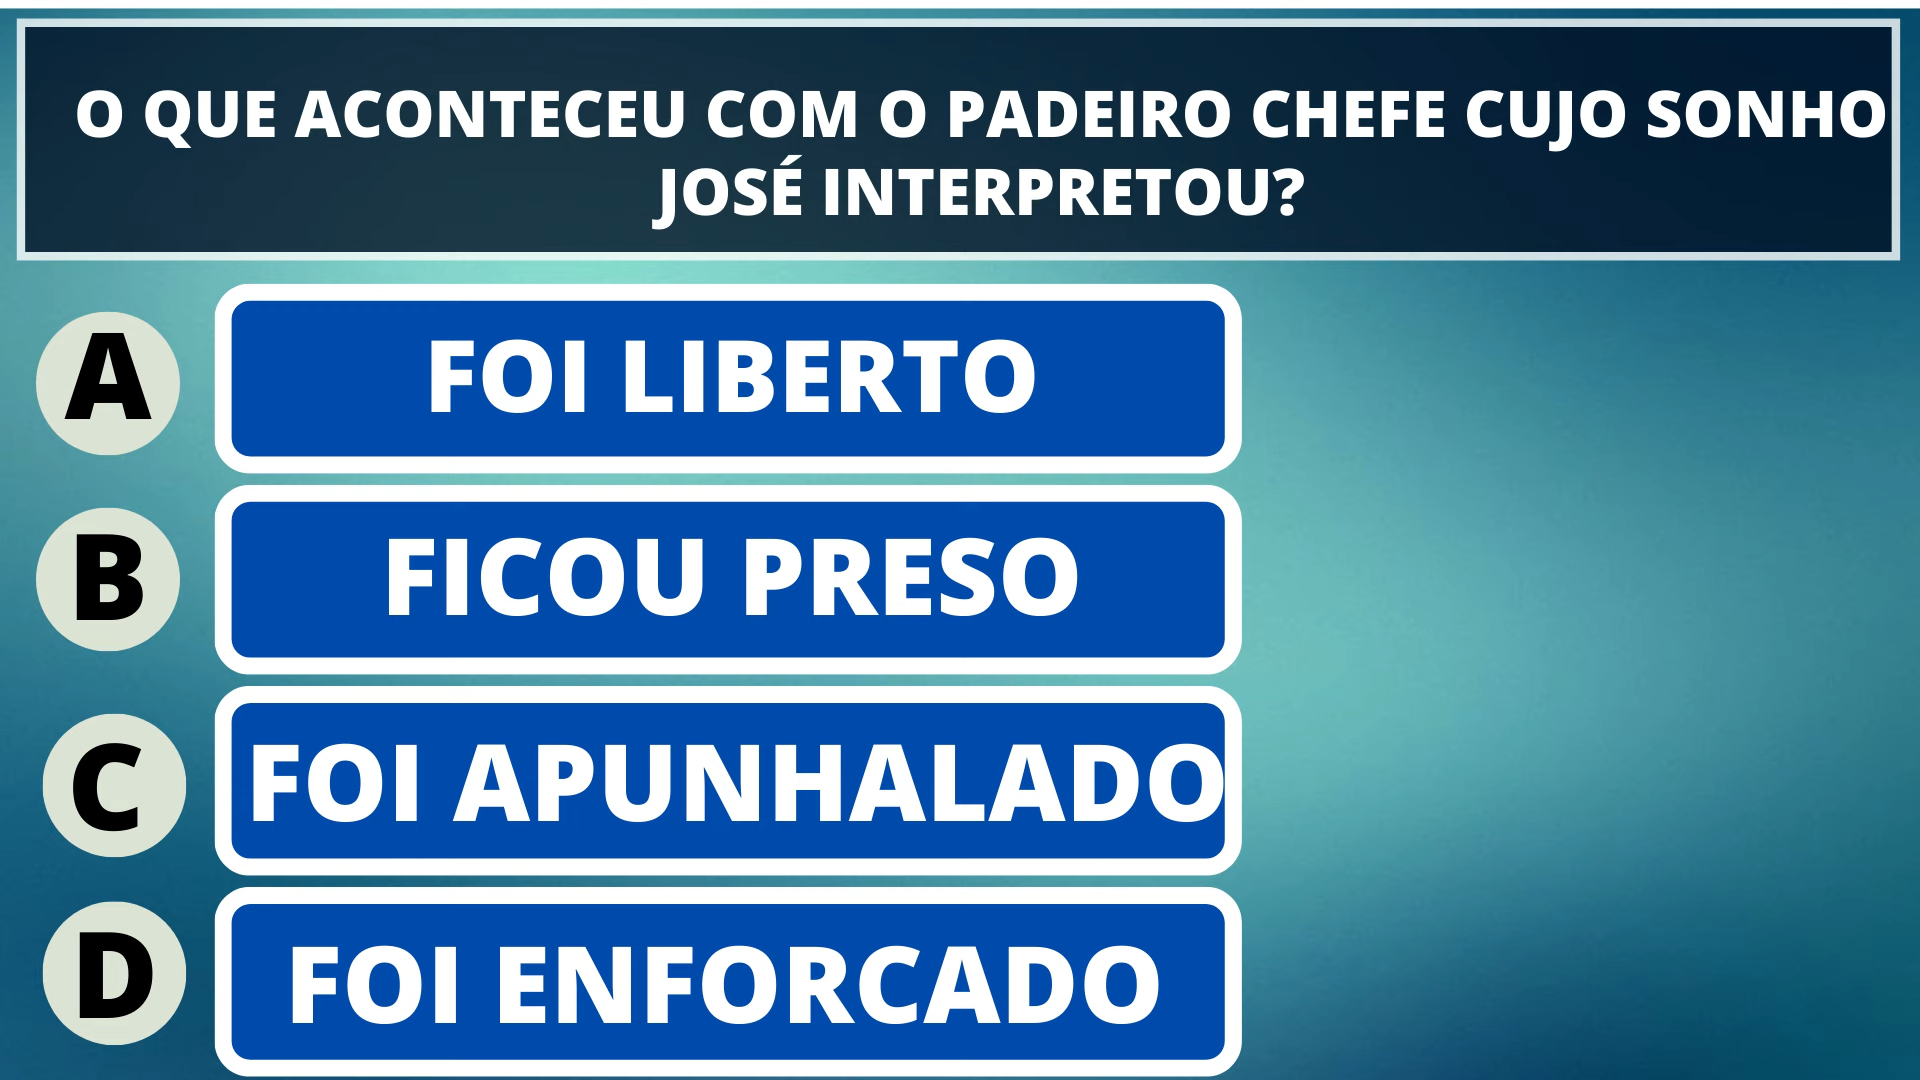 O QUE ACONTECEU COM O PADEIRO CHEFE CUJO SONHO
JOSÉ INTERPRETOU?
A
FOI LIBERTO
B
FICOU PRESO
C
FOI APUNHALADO
D
FOI ENFORCADO